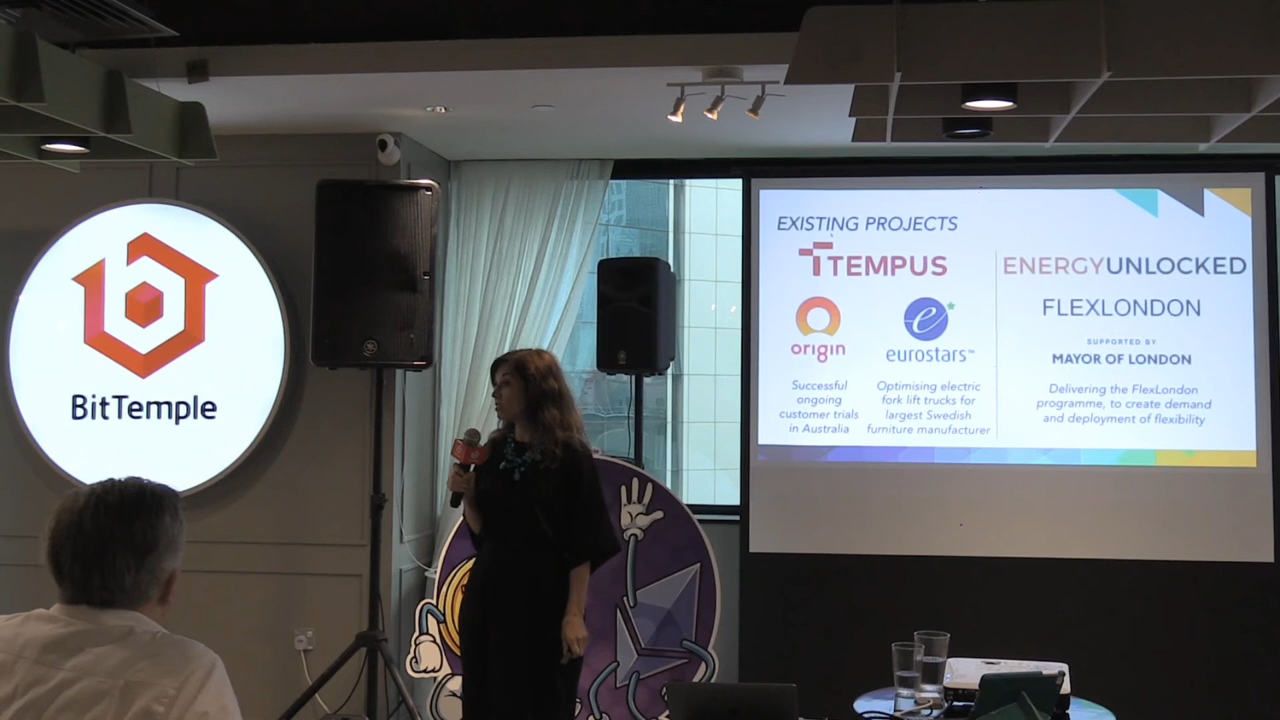 BitTemple
EXISTING PROJECTS
TEMPUS
origin
Successful
ongoing
customer trials
in Australia
eurostars™
Optimising electric
fork lift trucks for
largest Swedish
furniture manufacturer
ENERGYUNLOCKED
FLEXLONDON
SUPPORTED BY
MAYOR OF LONDON
Delivering the FlexLondon
programme, to create demand
and deployment of flexibility